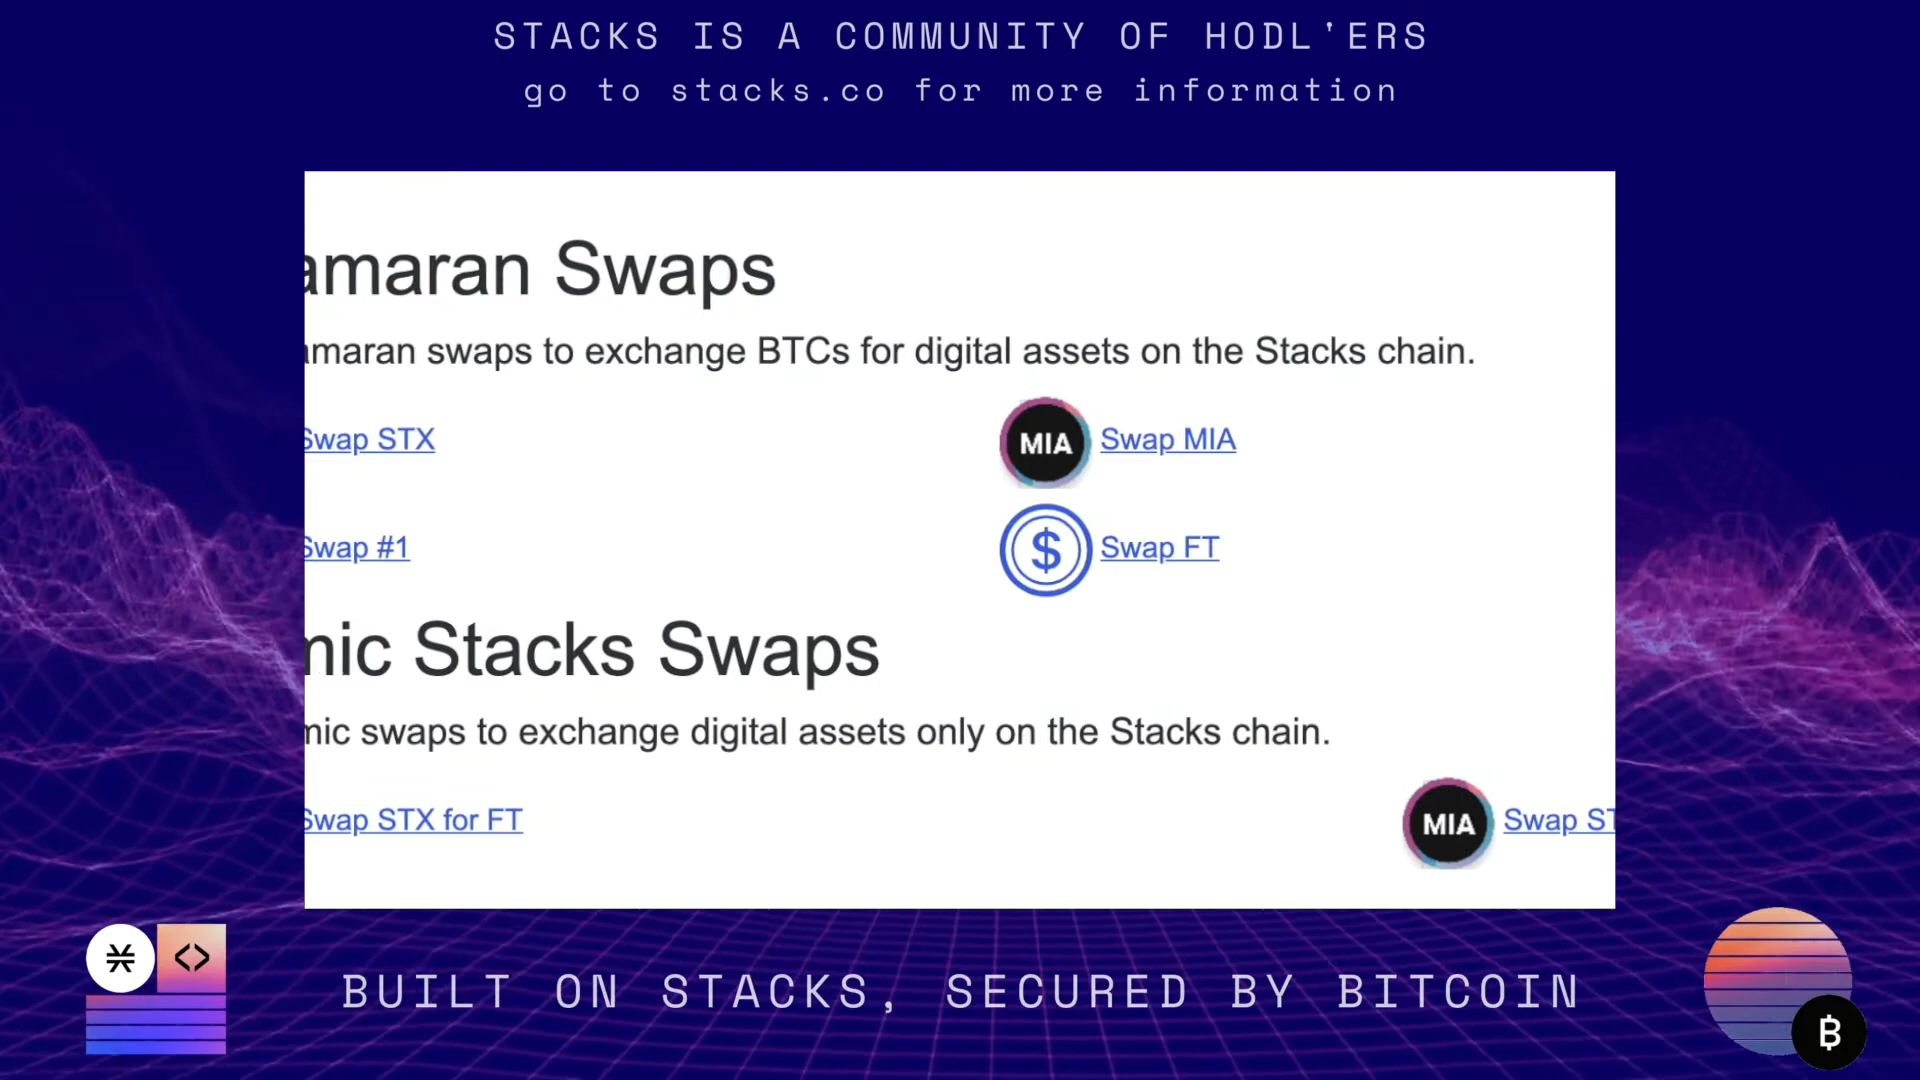 STACKS IS A COMMUNITY OF HODL'ERS
go to stacks.co for more information
amaran Swaps
amaran swaps to exchange BTCs for digital assets on the Stacks chain.
Swap STX
MIA Swap MIA
Swap #1
$ Swap FT
mic Stacks Swaps
mic swaps to exchange digital assets only on the Stacks chain.
Swap STX for FT
MIA Swap ST
BUILT ON STACKS, SECURED BY BITCOIN